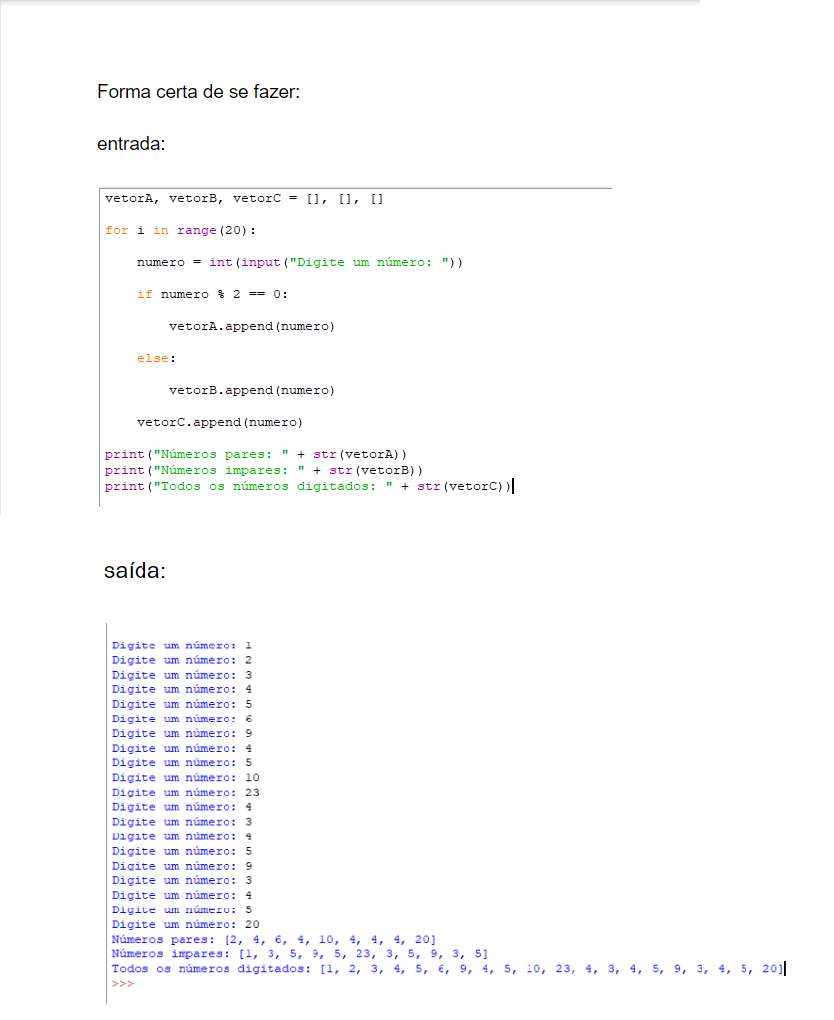 Forma certa de se fazer:
entrada:
vetorA, vetorB, vetorC = [], [], []
for i in range(20):
numero = int(input("Digite um número: "))
if numero % 2 == 0:
vetorA.append(numero)
else:
vetorB.append(numero)
vetorC.append(numero)
print("Números pares: " + str(vetorA))
print("Números impares: " + str(vetorB))
print("Todos os números digitados: " + str(vetorC))
saída:
Digite um número: 1
Digite um número: 2
Digite um número: 3
Digite um número: 4
Digite um número: 5
Digite um número: 6
Digite um número: 9
Digite um número: 4
Digite um número: 5
Digite um número: 10
Digite um número: 23
Digite um número: 4
Digite um número: 3
Digite um número: 4
Digite um número: 5
Digite um número: 9
Digite um número: 3
Digite um número: 4
Digite um número: 5
Digite um número: 20
Números pares: [2, 4, 6, 4, 10, 4, 4, 4, 20]
Números impares: [1, 3, 5, 9, 5, 23, 3, 5, 9, 3, 5]
Todos os números digitados: [1, 2, 3, 4, 5, 6, 9, 4, 5, 10, 23, 4, 3, 4, 5, 9, 3, 4, 5, 20]
>>>